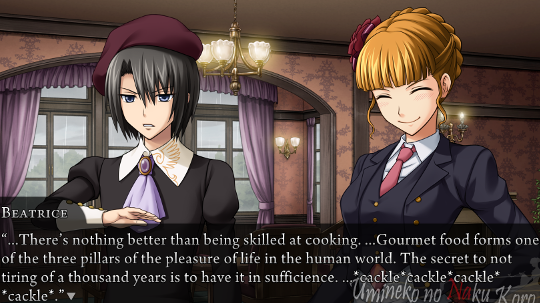 Beatrice
“...There's nothing better than being skilled at cooking. ...Gourmet food forms one
of the three pillars of the pleasure of life in the human world. The secret to not
tiring of a thousand years is to have it in sufficience. ...*cackle*cackle*cackle*
*cackle*.”
Umineko no Naku Koro